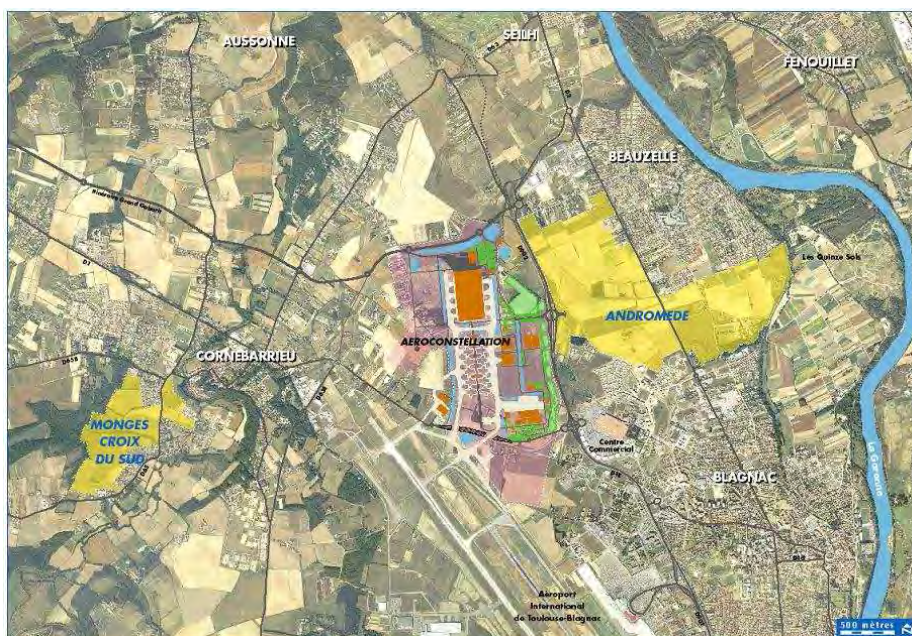 AUSSONNE
SEILH
FENOUILLET
BEAUZELLE
Les Quinze Sols
D1
ANDROMEDE
AEROCONSTELLATION
CORNEBARRIEU
MONGES
CROIX
DU SUD
Centre
Commercial
BLAGNAC
La Garonne
Aéroport
International
de Toulouse-Blagnac
500 mètres